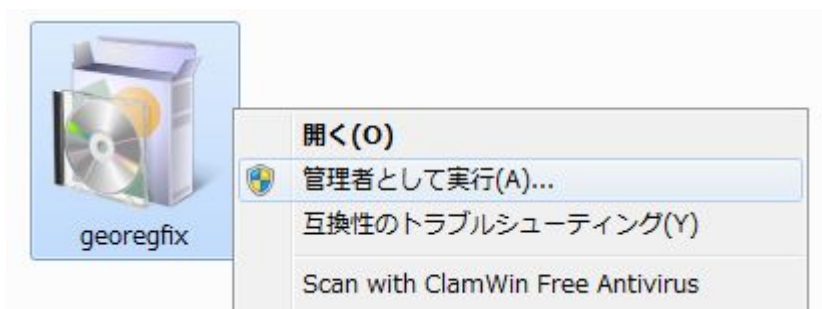 georegfix
開く(O)
管理者として実行(A)...
互換性のトラブルシューティング(Y)
Scan with ClamWin Free Antivirus